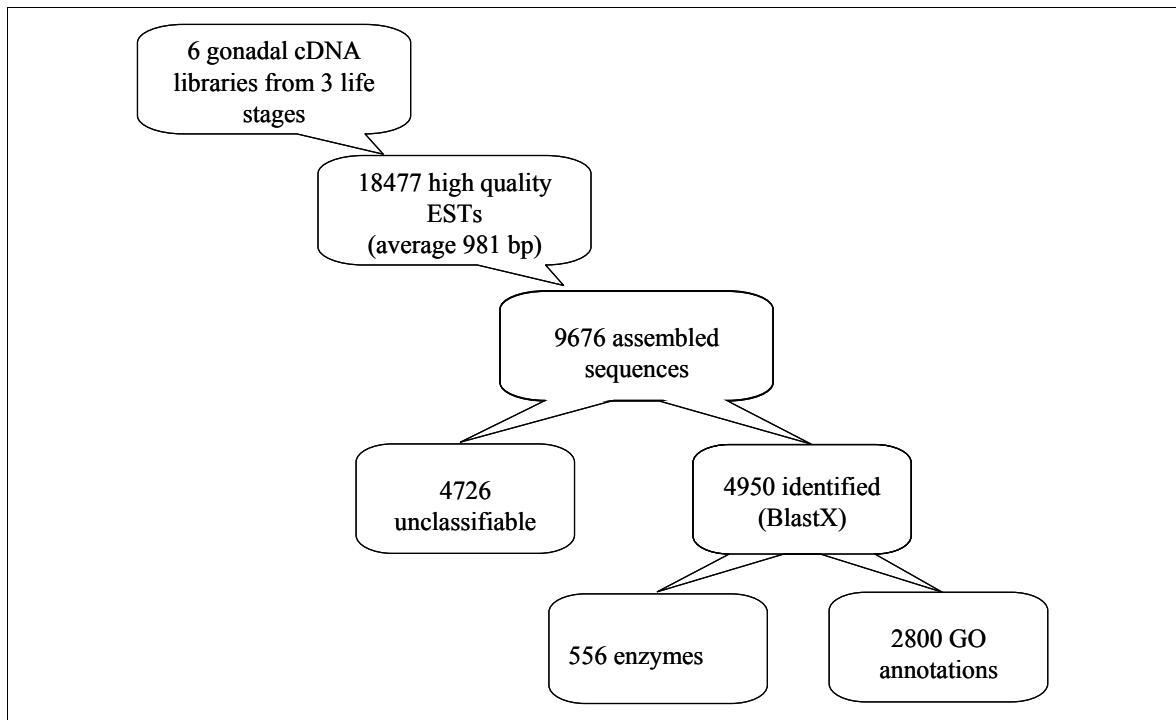 6 gonadal cDNA
libraries from 3 life
stages
18477 high quality
ESTs
(average 981 bp)
9676 assembled
sequences
4726
unclassifiable
4950 identified
(BlastX)
556 enzymes
2800 GO
annotations